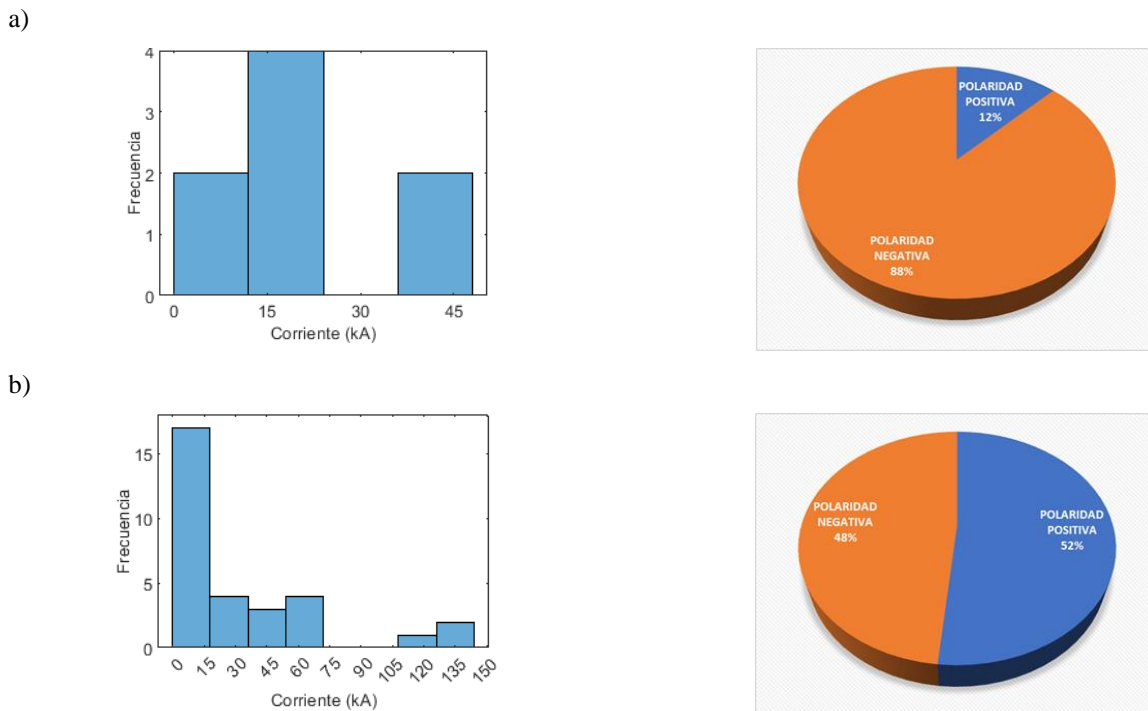 a)
4
3
2
1
0
Frecuencia
0 15 30 45
Corriente (kA)
POLARIDAD
POSITIVA
12%
POLARIDAD
NEGATIVA
88%
b)
15
10
5
0
Frecuencia
0 15 30 45 60 75 90 105 120 135 150
Corriente (kA)
POLARIDAD
NEGATIVA
48%
POLARIDAD
POSITIVA
52%